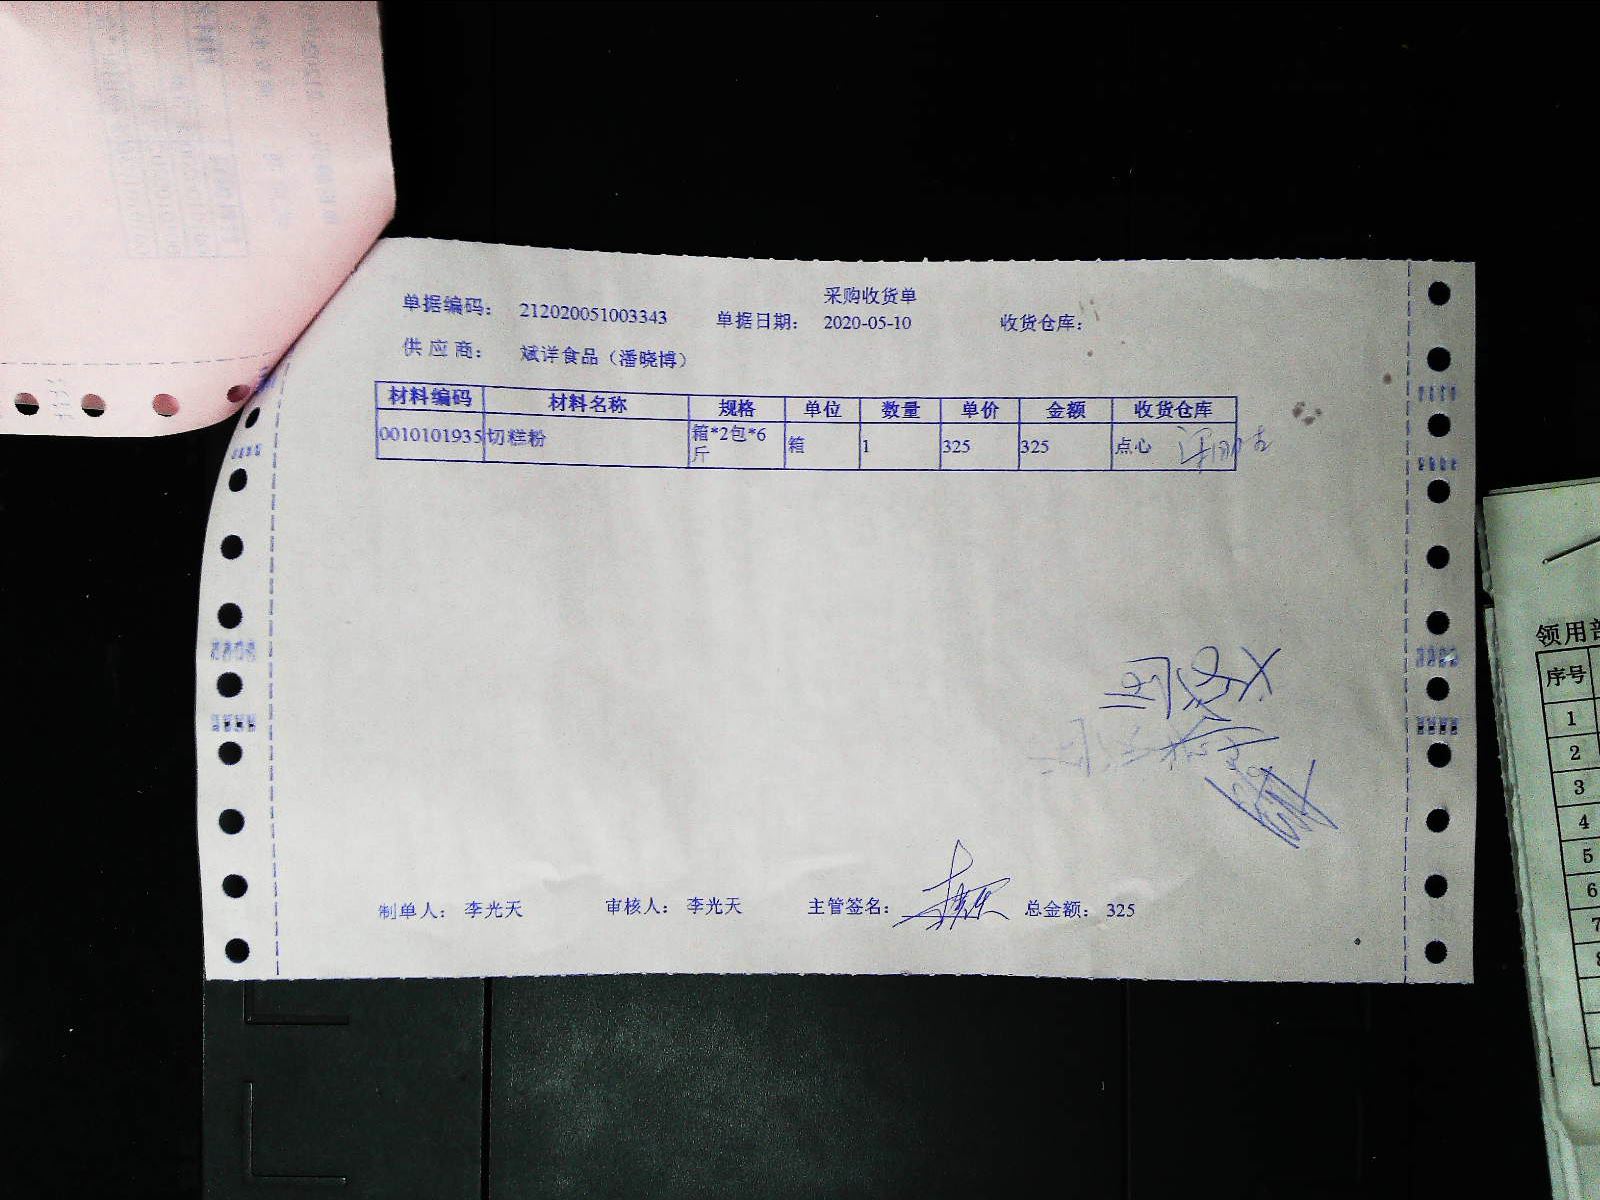 采购收货单
单据编码： 212020051003343 单据日期： 2020-05-10 收货仓库：
供应商： 斌洋食品（潘晓博）
材料编码 材料名称 规格 单位 数量 单价 金额 收货仓库
0010101935 切糕粉 箱*2包*6斤 箱 1 325 325 点心
制单人： 李光天 审核人： 李光天 主管签名： 总金额： 325
领用部
序号
1
2
3
4
5
6
7
8